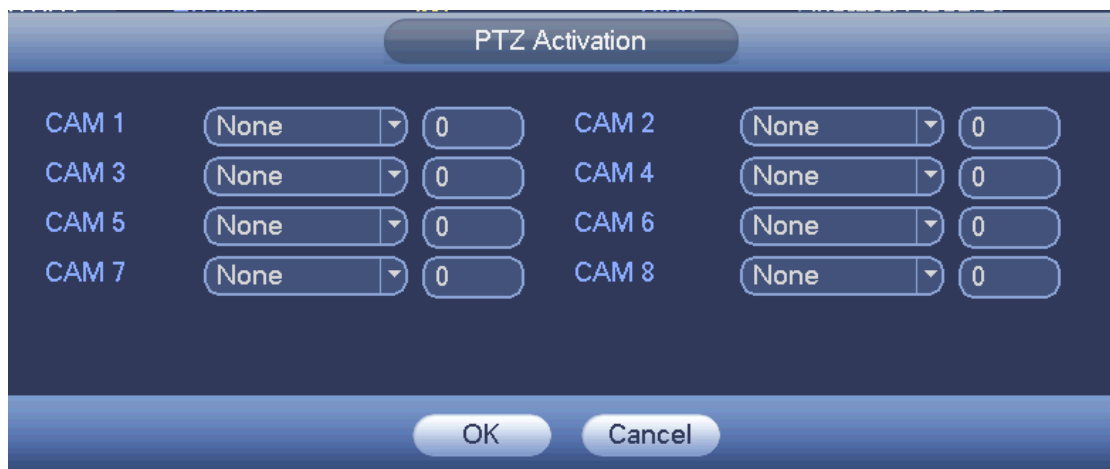 PTZ Activation
CAM 1 None 0 CAM 2 None 0
CAM 3 None 0 CAM 4 None 0
CAM 5 None 0 CAM 6 None 0
CAM 7 None 0 CAM 8 None 0
OK Cancel